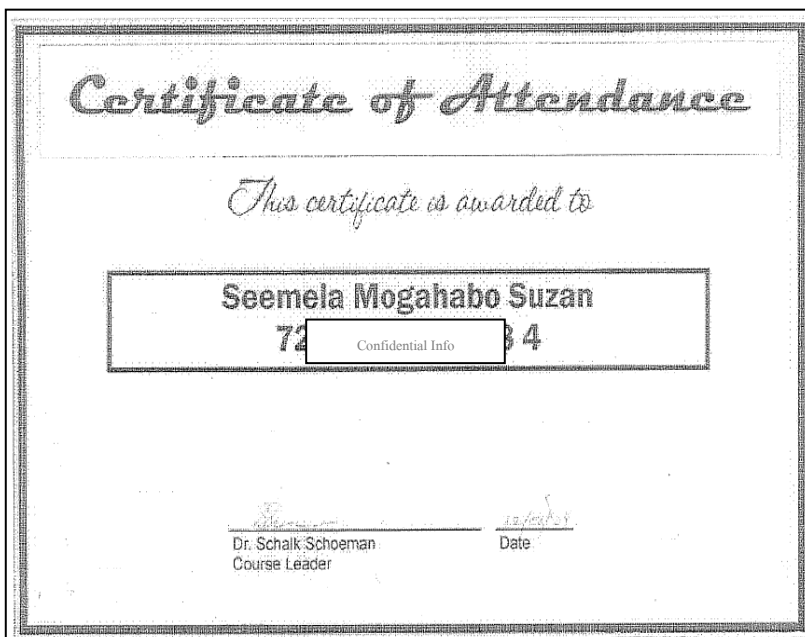 Certificate of Attendance
This certificate is awarded to
Seemela Mogahabo Suzan
72 Confidential Info 3 4
Dr. Schalk Schoeman Date
Course Leader